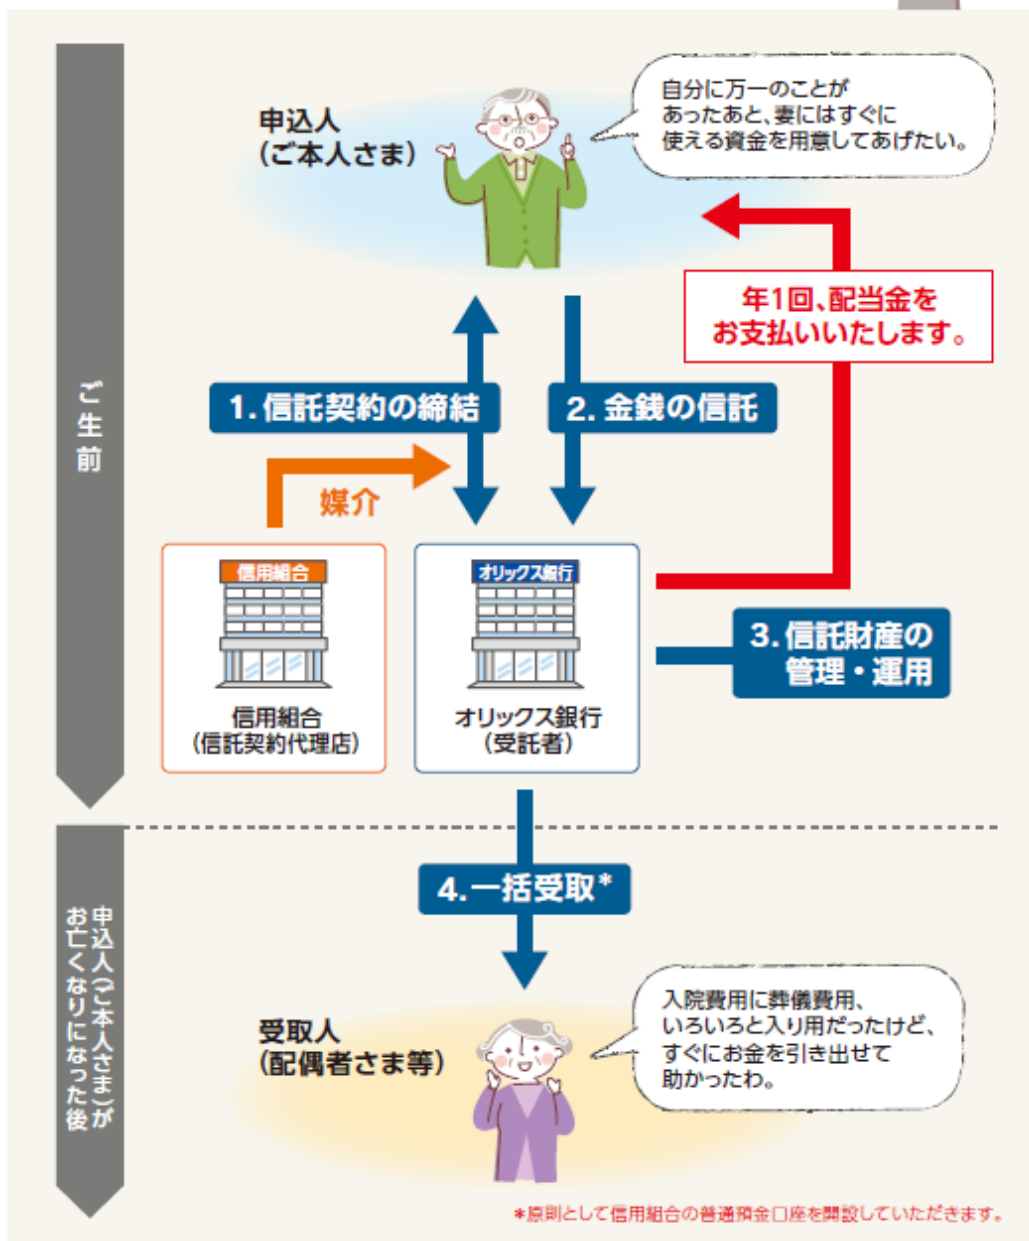 ご生前
申込人
（ご本人さま）
自分に万一のことが
あったあと、妻にはすぐに
使える資金を用意してあげたい。
年1回、配当金を
お支払いいたします。
1.信託契約の締結
2.金銭の信託
媒介
信用組合
信用組合
（信託契約代理店）
オリックス銀行
オリックス銀行
（受託者）
3.信託財産の
管理・運用
申込人（ご本人さま）が
お亡くなりになった後
4.一括受取*
受取人
（配偶者さま等）
入院費用に葬儀費用、
いろいろと入り用だったけど、
すぐにお金を引き出せて
助かったわ。
*原則として信用組合の普通預金口座を開設していただきます。